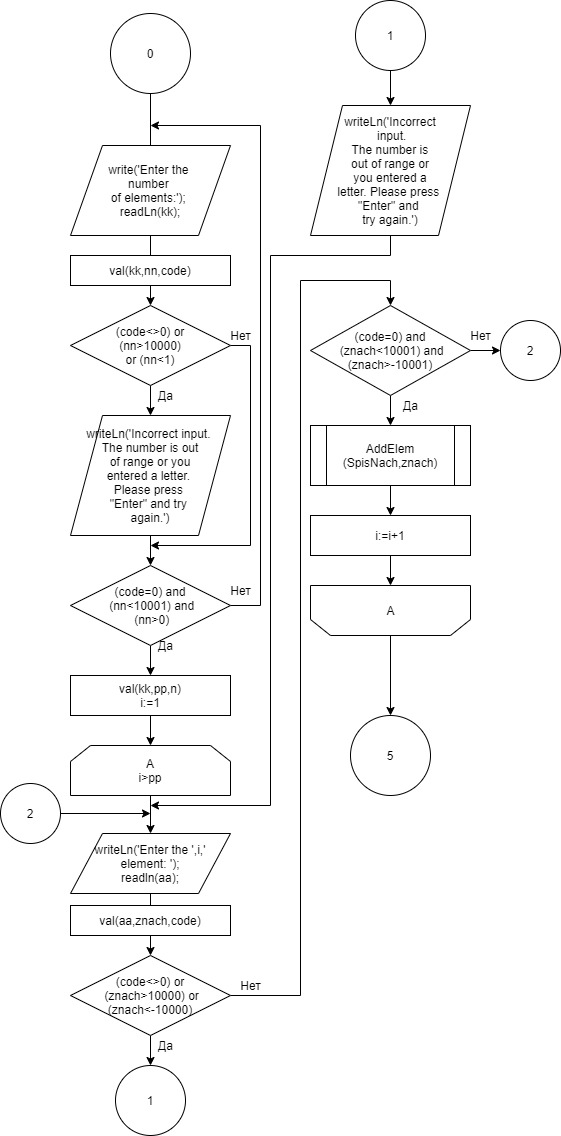 0
write('Enter the
number
of elements:');
readLn(kk);
val(kk,nn,code)
(code<>0) or
(nn>10000)
or (nn<1)
Нет
Да
writeLn('Incorrect input.
The number is out
of range or you
entered a letter.
Please press
"Enter" and try
again.')
(code=0) and
(nn<10001) and
(nn>0)
Нет
Да
val(kk,pp,n)
i:=1
A
i>pp
2
writeLn('Enter the ',i,'
element: ');
readln(aa);
val(aa,znach,code)
(code<>0) or
(znach>10000) or
(znach<-10000)
Нет
Да
1
1
writeLn('Incorrect
input.
The number is
out of range or
you entered a
letter. Please press
"Enter" and
try again.')
(code=0) and
(znach<10001) and
(znach>-10001)
Нет
2
Да
AddElem
(SpisNach,znach)
i:=i+1
A
5